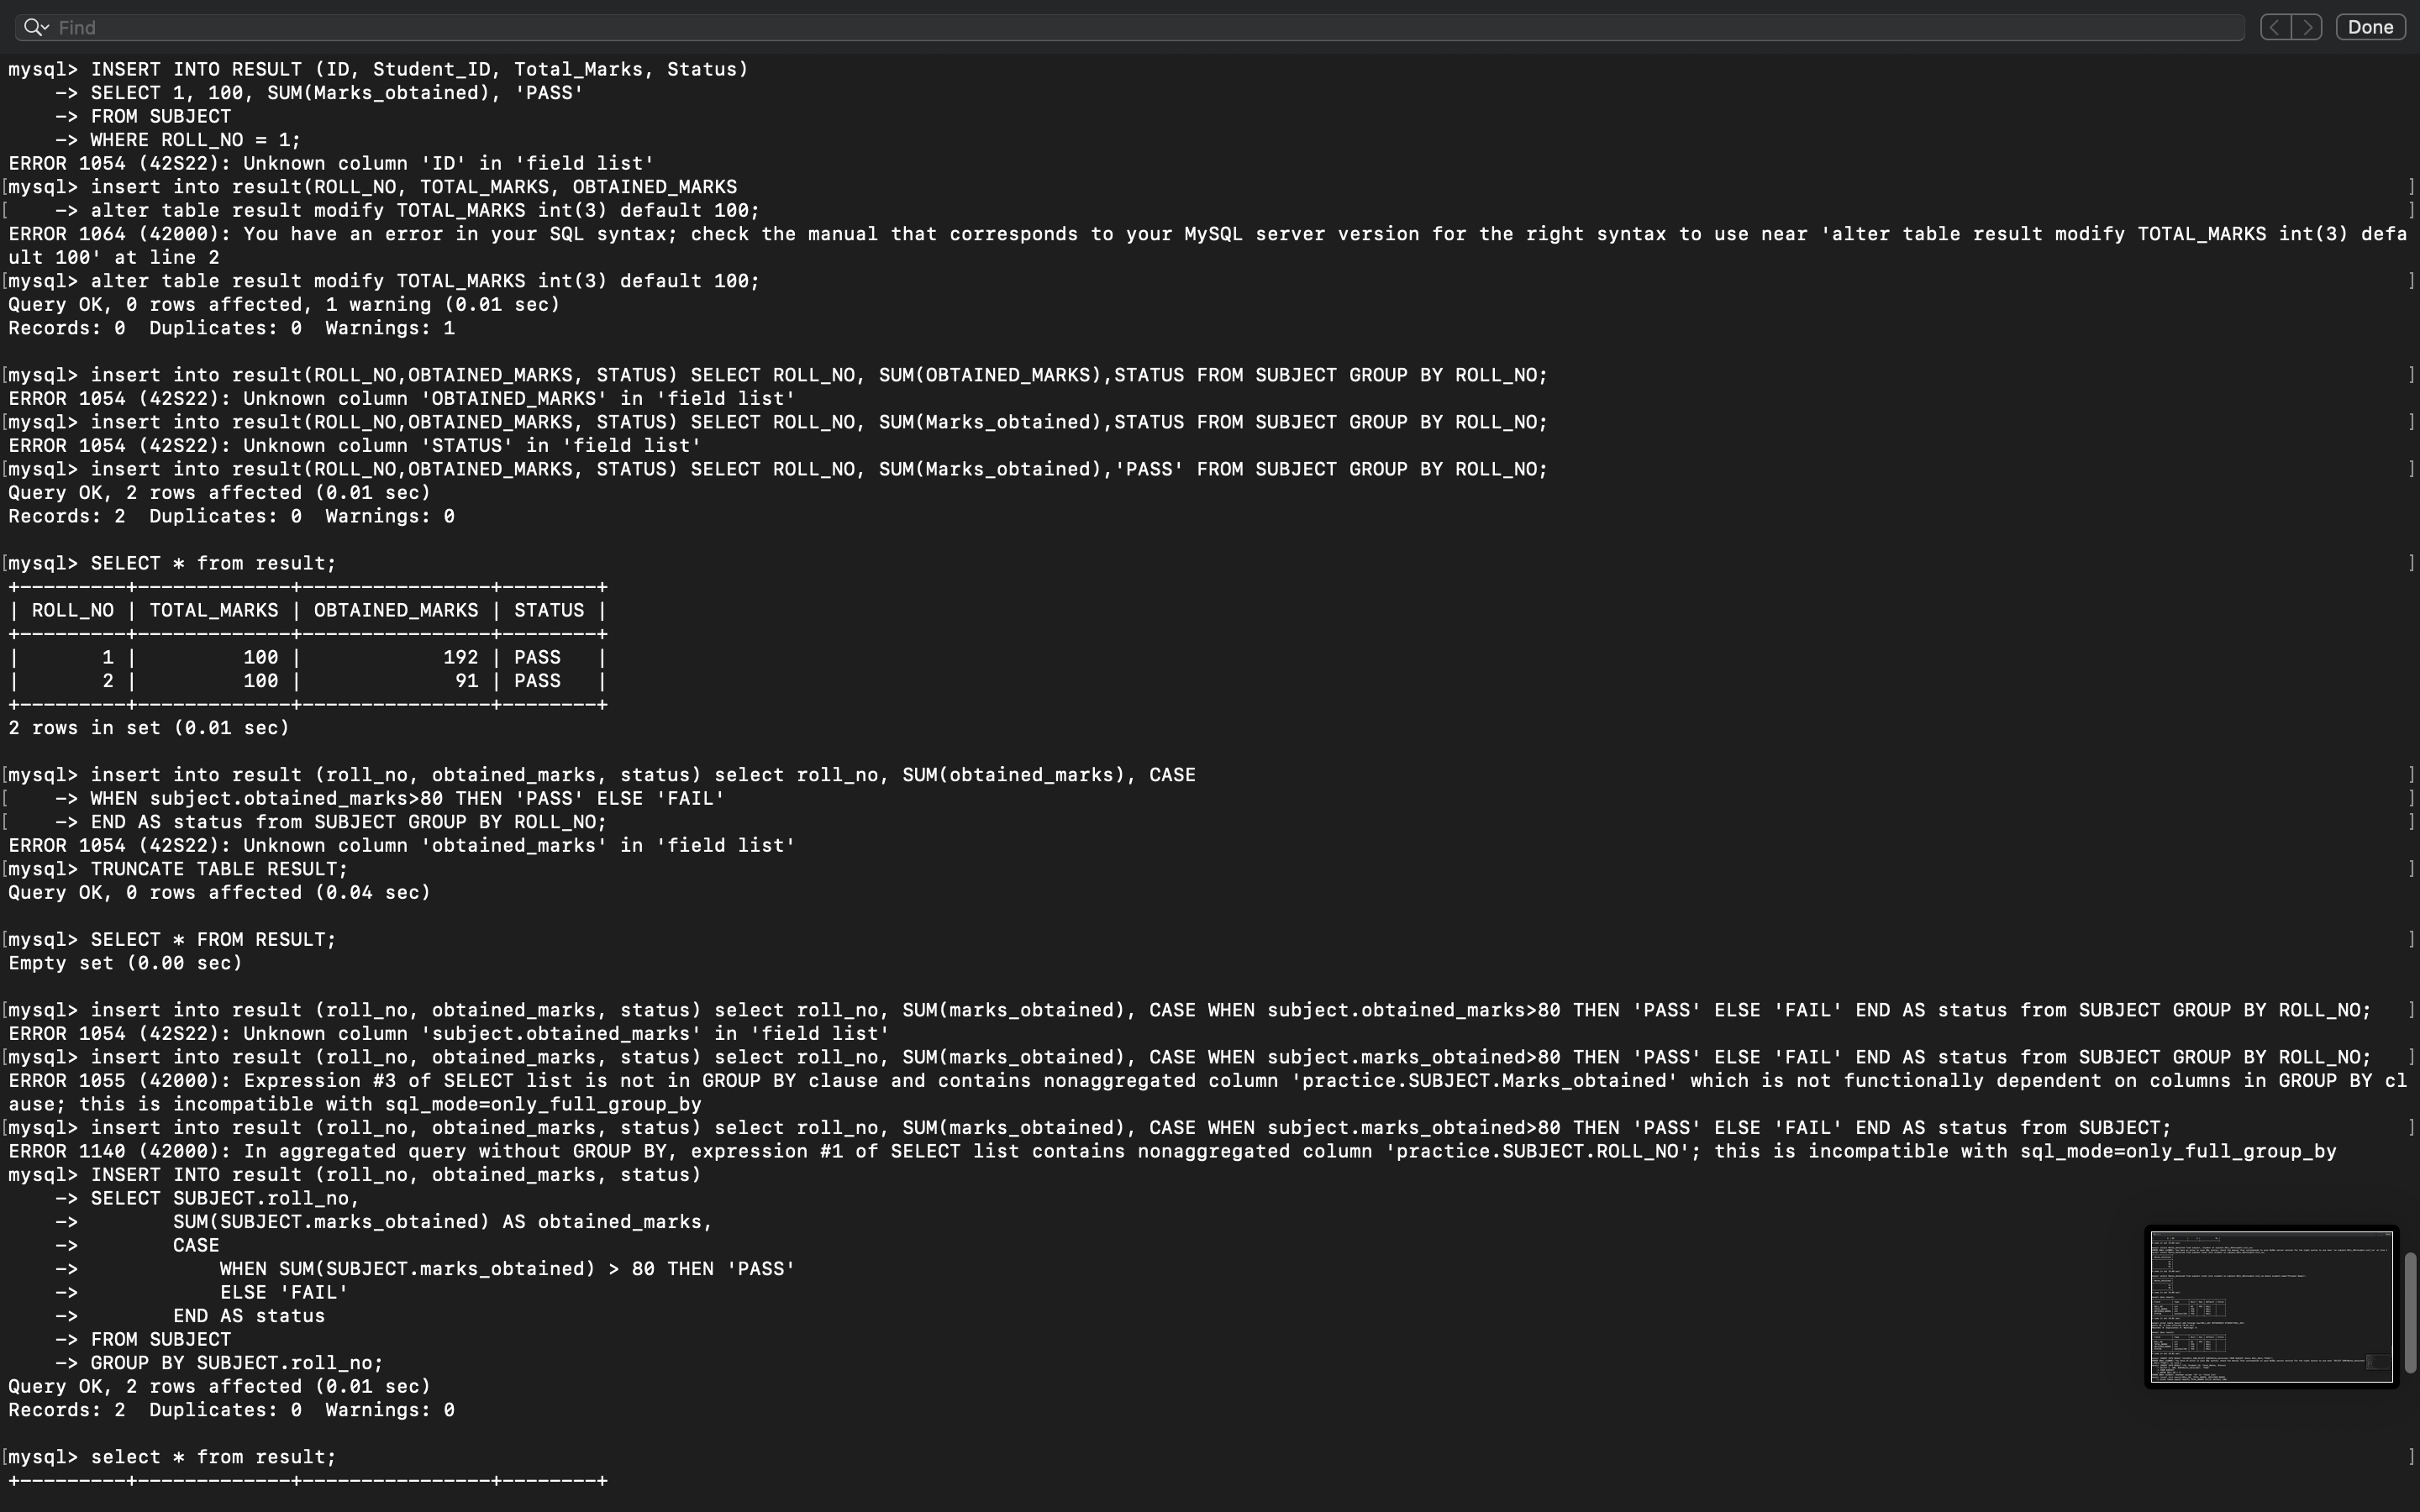 Find
Done
mysql> INSERT INTO RESULT (ID, Student_ID, Total_Marks, Status)
    -> SELECT 1, 100, SUM(Marks_obtained), 'PASS'
    -> FROM SUBJECT
    -> WHERE ROLL_NO = 1;
ERROR 1054 (42S22): Unknown column 'ID' in 'field list'
[mysql> insert into result(ROLL_NO, TOTAL_MARKS, OBTAINED_MARKS ]
[    -> alter table result modify TOTAL_MARKS int(3) default 100; ]
ERROR 1064 (42000): You have an error in your SQL syntax; check the manual that corresponds to your MySQL server version for the right syntax to use near 'alter table result modify TOTAL_MARKS int(3) defa
ult 100' at line 2
[mysql> alter table result modify TOTAL_MARKS int(3) default 100; ]
Query OK, 0 rows affected, 1 warning (0.01 sec)
Records: 0  Duplicates: 0  Warnings: 1
[mysql> insert into result(ROLL_NO,OBTAINED_MARKS, STATUS) SELECT ROLL_NO, SUM(OBTAINED_MARKS),STATUS FROM SUBJECT GROUP BY ROLL_NO; ]
ERROR 1054 (42S22): Unknown column 'OBTAINED_MARKS' in 'field list'
[mysql> insert into result(ROLL_NO,OBTAINED_MARKS, STATUS) SELECT ROLL_NO, SUM(Marks_obtained),STATUS FROM SUBJECT GROUP BY ROLL_NO; ]
ERROR 1054 (42S22): Unknown column 'STATUS' in 'field list'
[mysql> insert into result(ROLL_NO,OBTAINED_MARKS, STATUS) SELECT ROLL_NO, SUM(Marks_obtained),'PASS' FROM SUBJECT GROUP BY ROLL_NO; ]
Query OK, 2 rows affected (0.01 sec)
Records: 2  Duplicates: 0  Warnings: 0
[mysql> SELECT * from result; ]
+---------+-------------+----------------+--------+
| ROLL_NO | TOTAL_MARKS | OBTAINED_MARKS | STATUS |
+---------+-------------+----------------+--------+
|       1 |         100 |            192 | PASS   |
|       2 |         100 |             91 | PASS   |
+---------+-------------+----------------+--------+
2 rows in set (0.01 sec)
[mysql> insert into result (roll_no, obtained_marks, status) select roll_no, SUM(obtained_marks), CASE ]
[    -> WHEN subject.obtained_marks>80 THEN 'PASS' ELSE 'FAIL' ]
[    -> END AS status from SUBJECT GROUP BY ROLL_NO; ]
ERROR 1054 (42S22): Unknown column 'obtained_marks' in 'field list'
[mysql> TRUNCATE TABLE RESULT; ]
Query OK, 0 rows affected (0.04 sec)
[mysql> SELECT * FROM RESULT; ]
Empty set (0.00 sec)
[mysql> insert into result (roll_no, obtained_marks, status) select roll_no, SUM(marks_obtained), CASE WHEN subject.obtained_marks>80 THEN 'PASS' ELSE 'FAIL' END AS status from SUBJECT GROUP BY ROLL_NO; ]
ERROR 1054 (42S22): Unknown column 'subject.obtained_marks' in 'field list'
[mysql> insert into result (roll_no, obtained_marks, status) select roll_no, SUM(marks_obtained), CASE WHEN subject.marks_obtained>80 THEN 'PASS' ELSE 'FAIL' END AS status from SUBJECT GROUP BY ROLL_NO; ]
ERROR 1055 (42000): Expression #3 of SELECT list is not in GROUP BY clause and contains nonaggregated column 'practice.SUBJECT.Marks_obtained' which is not functionally dependent on columns in GROUP BY cl
ause; this is incompatible with sql_mode=only_full_group_by
[mysql> insert into result (roll_no, obtained_marks, status) select roll_no, SUM(marks_obtained), CASE WHEN subject.marks_obtained>80 THEN 'PASS' ELSE 'FAIL' END AS status from SUBJECT; ]
ERROR 1140 (42000): In aggregated query without GROUP BY, expression #1 of SELECT list contains nonaggregated column 'practice.SUBJECT.ROLL_NO'; this is incompatible with sql_mode=only_full_group_by
mysql> INSERT INTO result (roll_no, obtained_marks, status)
    -> SELECT SUBJECT.roll_no,
    ->        SUM(SUBJECT.marks_obtained) AS obtained_marks,
    ->        CASE
    ->            WHEN SUM(SUBJECT.marks_obtained) > 80 THEN 'PASS'
    ->            ELSE 'FAIL'
    ->        END AS status
    -> FROM SUBJECT
    -> GROUP BY SUBJECT.roll_no;
Query OK, 2 rows affected (0.01 sec)
Records: 2  Duplicates: 0  Warnings: 0
[mysql> select * from result; ]
+---------+-------------+----------------+--------+